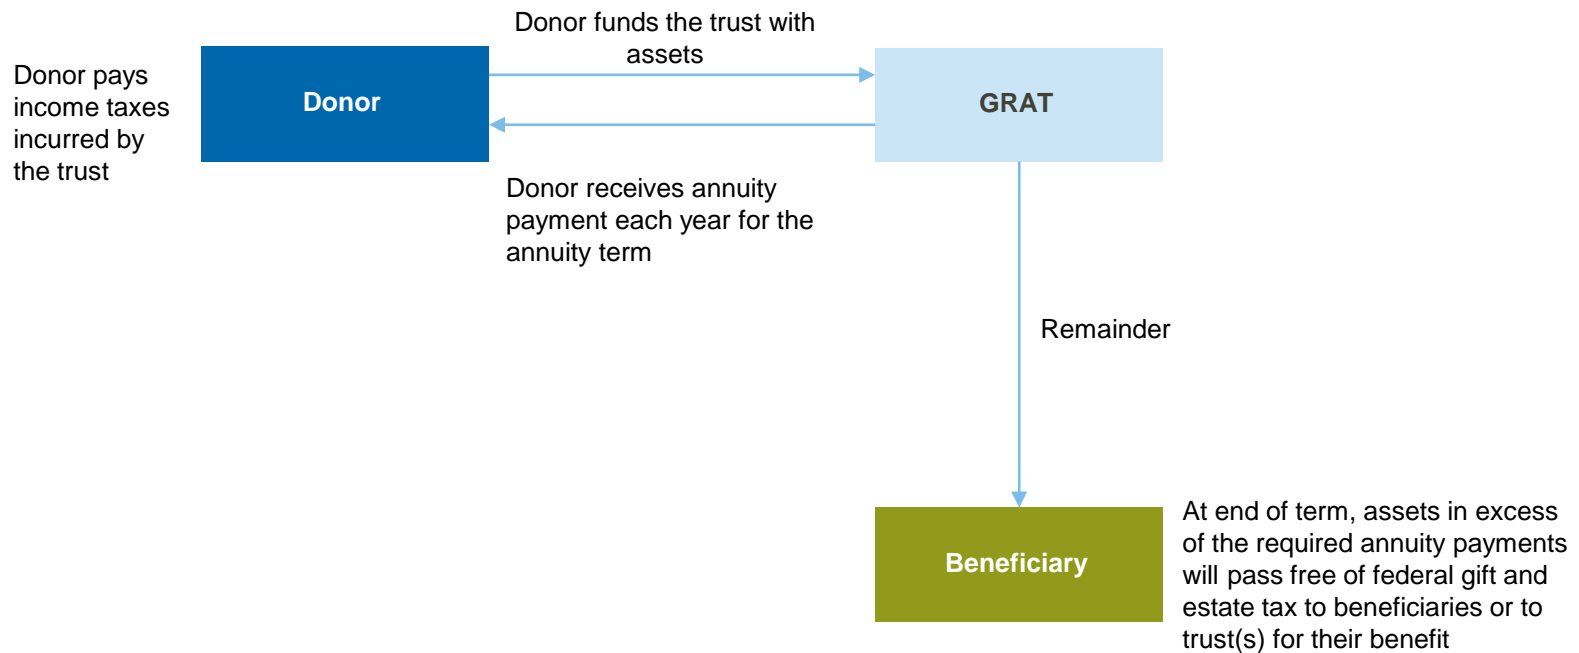 Donor funds the trust with
assets
Donor pays
income taxes
incurred by
the trust
Donor
GRAT
Donor receives annuity
payment each year for the
annuity term
Remainder
Beneficiary
At end of term, assets in excess
of the required annuity payments
will pass free of federal gift and
estate tax to beneficiaries or to
trust(s) for their benefit